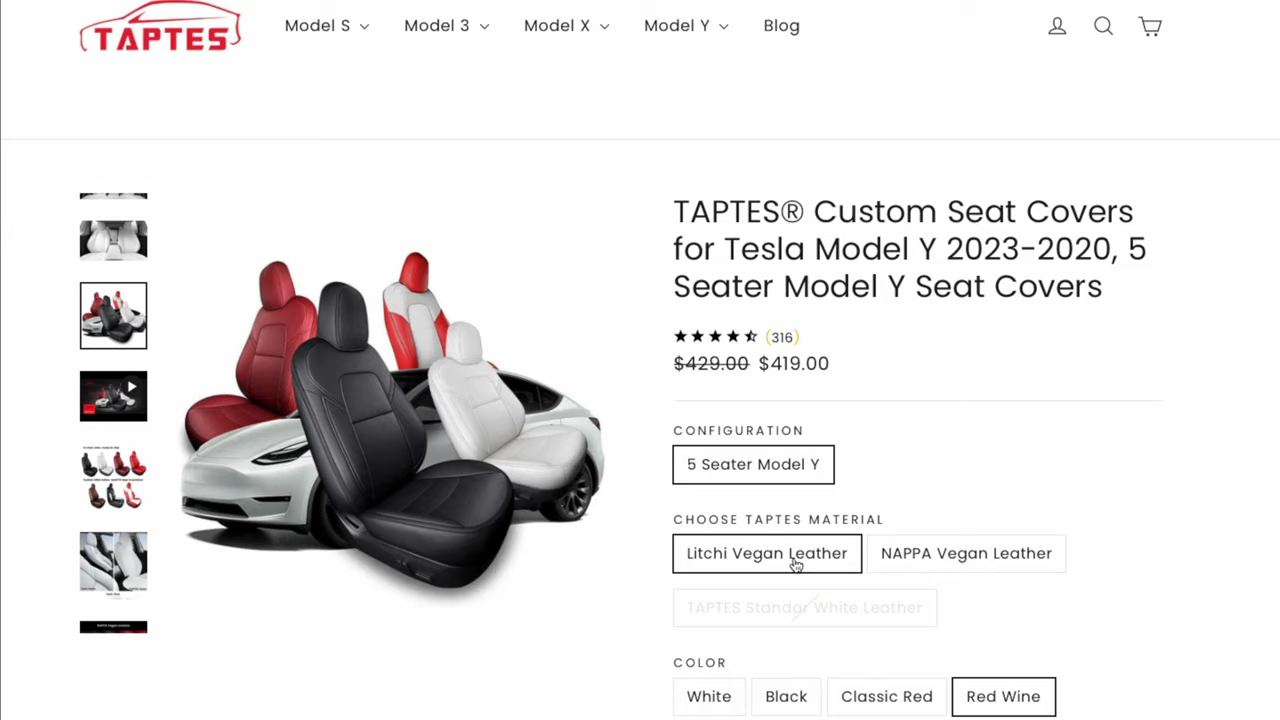 TAPTES
Model S
Model 3
Model X
Model Y
Blog
TAPTES® Custom Seat Covers
for Tesla Model Y 2023-2020, 5
Seater Model Y Seat Covers
(316)
$429.00 $419.00
CONFIGURATION
5 Seater Model Y
CHOOSE TAPTES MATERIAL
Litchi Vegan Leather
NAPPA Vegan Leather
TAPTES Standar White Leather
COLOR
White
Black
Classic Red
Red Wine